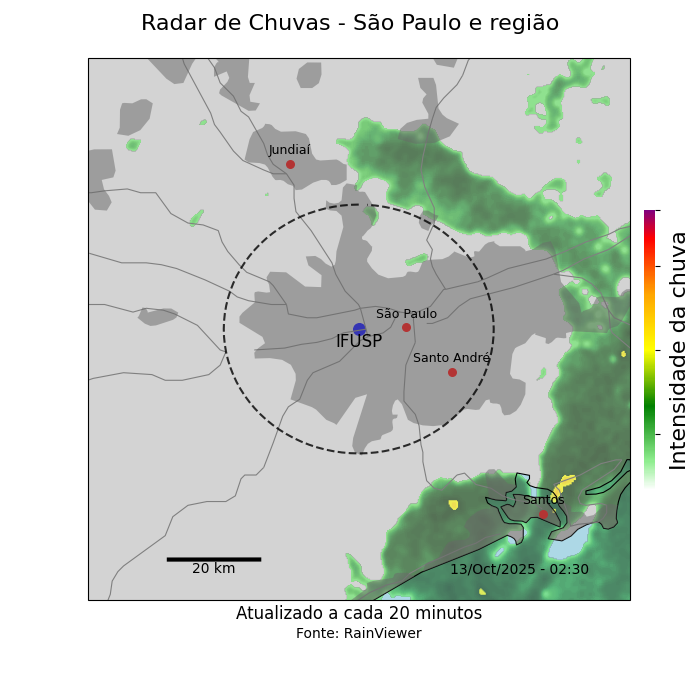 Radar de Chuvas - São Paulo e região
Jundiaí
São Paulo
IFUSP
Santo André
Santos
20 km
13/Oct/2025 - 02:30
Intensidade da chuva
Atualizado a cada 20 minutos
Fonte: RainViewer